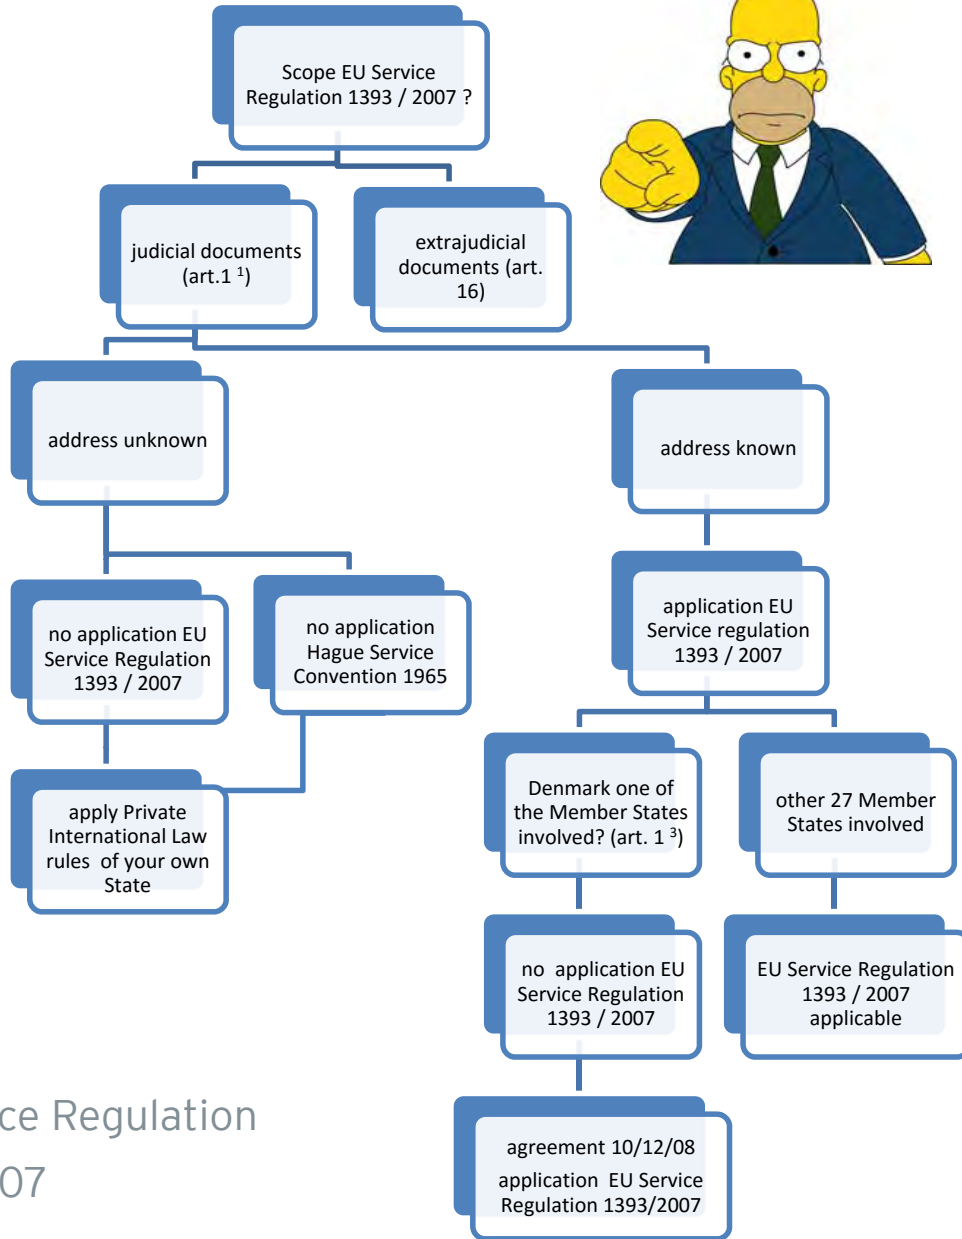 Scope EU Service
Regulation 1393 / 2007 ?
judicial documents
(art.1 ¹)
extrajudicial
documents (art.
16)
address unknown
address known
no application EU
Service Regulation
1393 / 2007
no application
Hague Service
Convention 1965
application EU
Service regulation
1393 / 2007
apply Private
International Law
rules of your own
State
Denmark one of
the Member States
involved? (art. 1 ³)
other 27 Member
States involved
no application EU
Service Regulation
1393 / 2007
EU Service Regulation
1393 / 2007
applicable
agreement 10/12/08
application EU Service
Regulation 1393/2007
ce Regulation
07